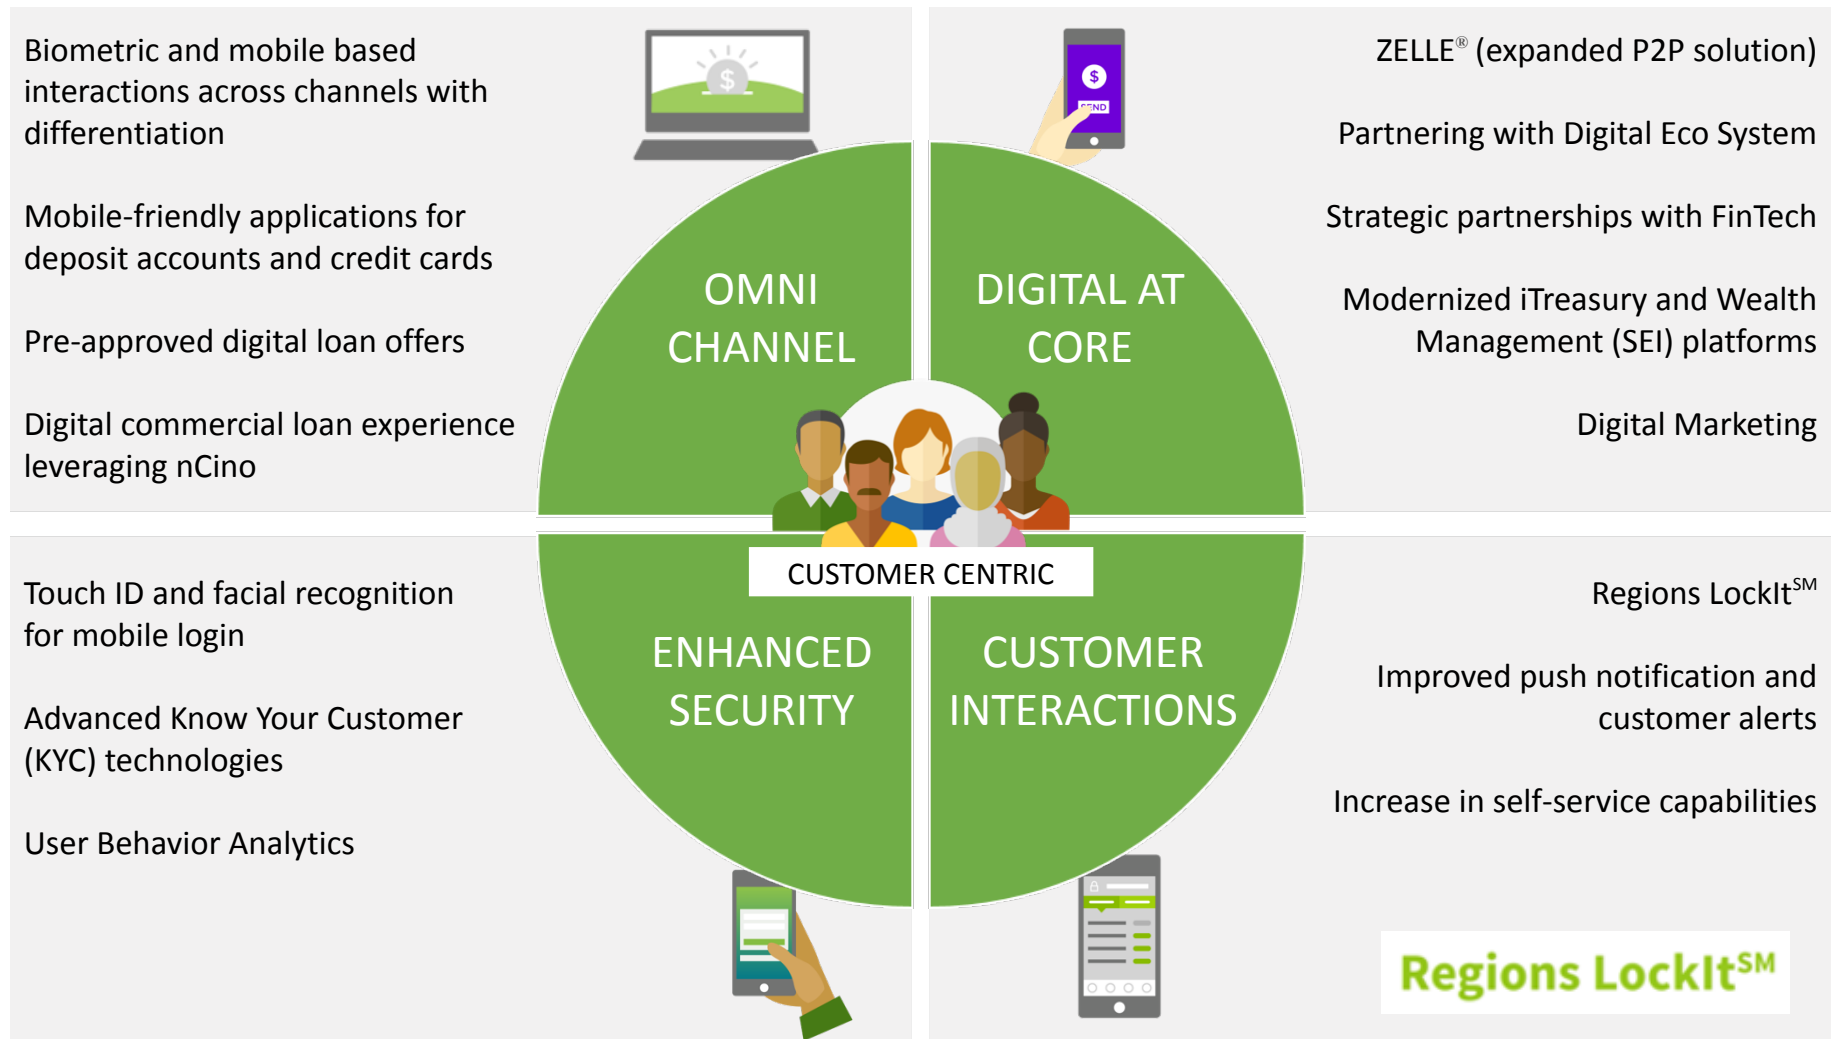 Biometric and mobile based
interactions across channels with
differentiation
Mobile-friendly applications for
deposit accounts and credit cards
Pre-approved digital loan offers
Digital commercial loan experience
leveraging nCino
OMNI
CHANNEL
$
$
SEND
DIGITAL AT
CORE
ZELLE® (expanded P2P solution)
Partnering with Digital Eco System
Strategic partnerships with FinTech
Modernized iTreasury and Wealth
Management (SEI) platforms
Digital Marketing
CUSTOMER CENTRIC
Touch ID and facial recognition
for mobile login
Advanced Know Your Customer
(KYC) technologies
User Behavior Analytics
ENHANCED
SECURITY
CUSTOMER
INTERACTIONS
Regions LockIt℠
Improved push notification and
customer alerts
Increase in self-service capabilities
Regions LockIt℠